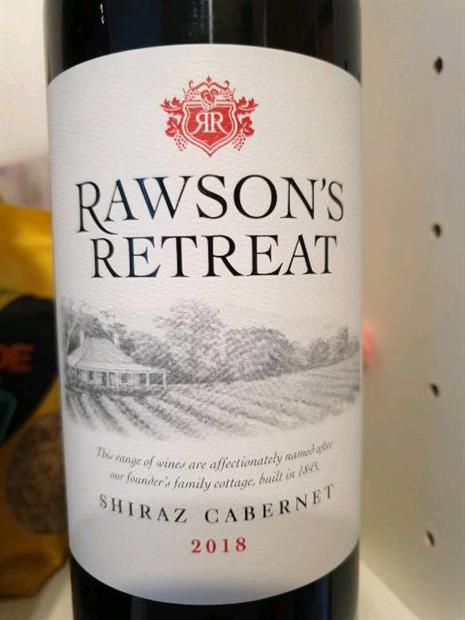 RR
RAWSON'S
RETREAT
This range of wines are affectionately named after
our founder's family cottage, built in 1845.
SHIRAZ CABERNET
2018
DE